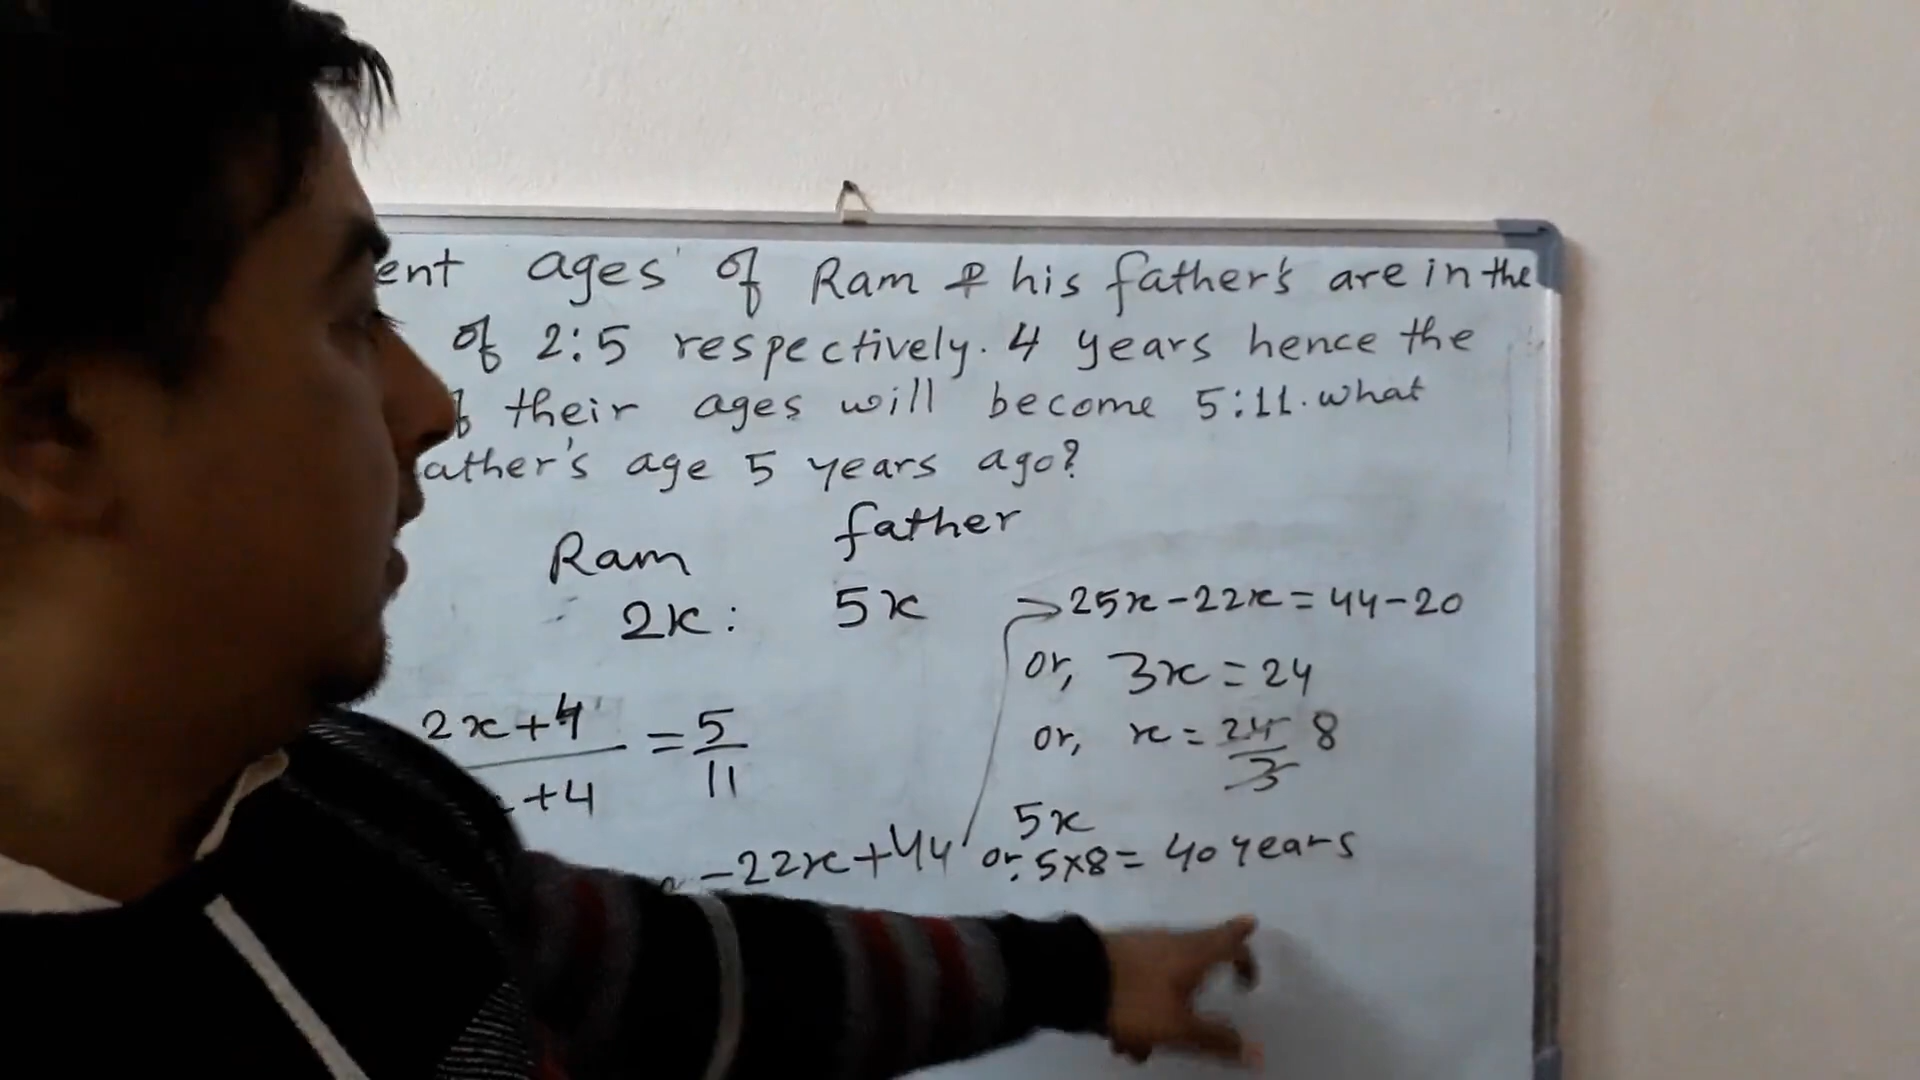 ent ages of Ram & his father's are in the
of 2:5 respectively. 4 years hence the
their ages will become 5:11. what
ather's age 5 years ago?
Ram father
2x : 5x
2x+4 = 5
+4 11
-22x+44
25x-22x=44-20
or, 3x=24
or, x=24 8
3
5x
or, 5x8= 40 years